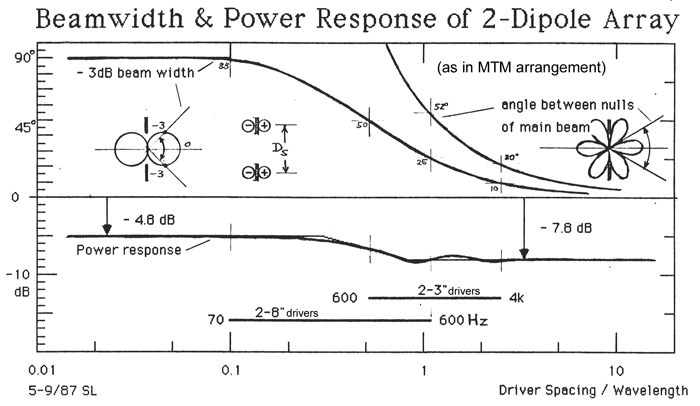 Beamwidth & Power Response of 2-Dipole Array
90°
- 3dB beam width
85
(as in MTM arrangement)
52°
angle between nulls
of main beam
-3
0
-3
Ds
45°
50
25
20°
10
0
- 4.8 dB
- 7.8 dB
Power response
-10
dB
600
2-3" drivers
4k
70
2-8" drivers
600 Hz
0.01
0.1
1
10
5-9/87 SL
Driver Spacing / Wavelength